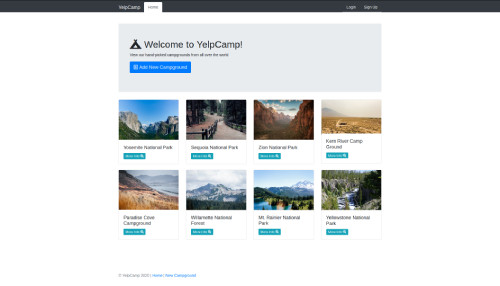 YelpCamp Home Login Sign Up
Welcome to YelpCamp!
View our hand-picked campgrounds from all over the world
Add New Campground
Yosemite National Park
More Info
Sequoia National Park
More Info
Zion National Park
More Info
Kern River Camp
Ground
More Info
Paradise Cove
Campground
More Info
Willamette National
Forest
More Info
Mt. Rainier National
Park
More Info
Yellowstone National
Park
More Info
© YelpCamp 2020 | Home | New Campground